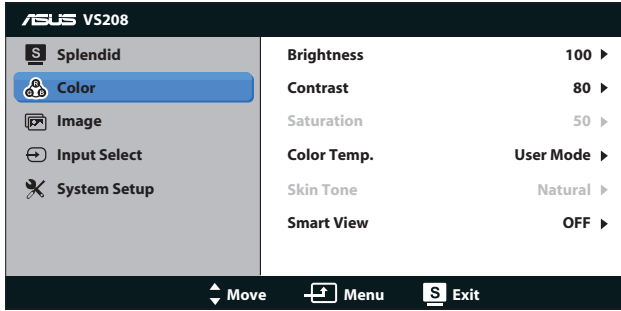 ASUS VS208
S Splendid
R G B Color
Image
Input Select
System Setup
Brightness 100
Contrast 80
Saturation 50
Color Temp. User Mode
Skin Tone Natural
Smart View OFF
Move Menu S Exit